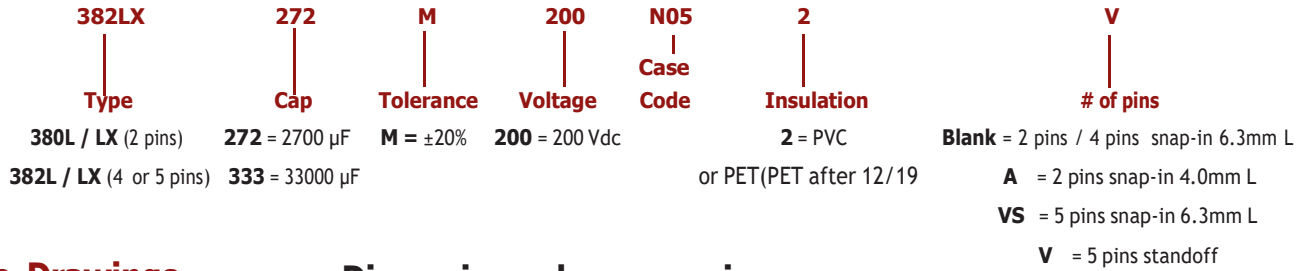 382LX 272 M 200 N05 2 V
Case
Type Cap Tolerance Voltage Code Insulation # of pins
380L / LX (2 pins) 272 = 2700 µF M = ±20% 200 = 200 Vdc 2 = PVC Blank = 2 pins / 4 pins snap-in 6.3mm L
382L / LX (4 or 5 pins) 333 = 33000 µF or PET(PET after 12/19 A = 2 pins snap-in 4.0mm L
VS = 5 pins snap-in 6.3mm L
V = 5 pins standoff